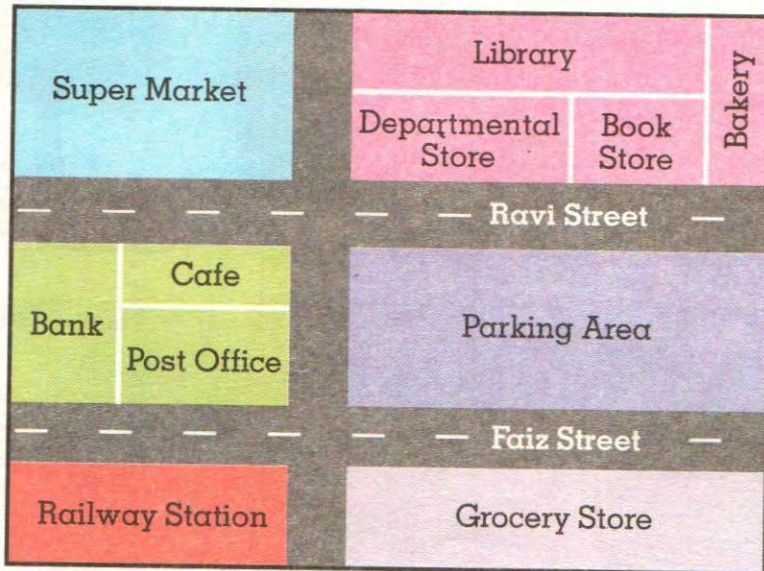 Super Market
Library
Departmental
Store
Book
Store
Bakery
Ravi Street
Bank
Cafe
Post Office
Parking Area
Faiz Street
Railway Station
Grocery Store